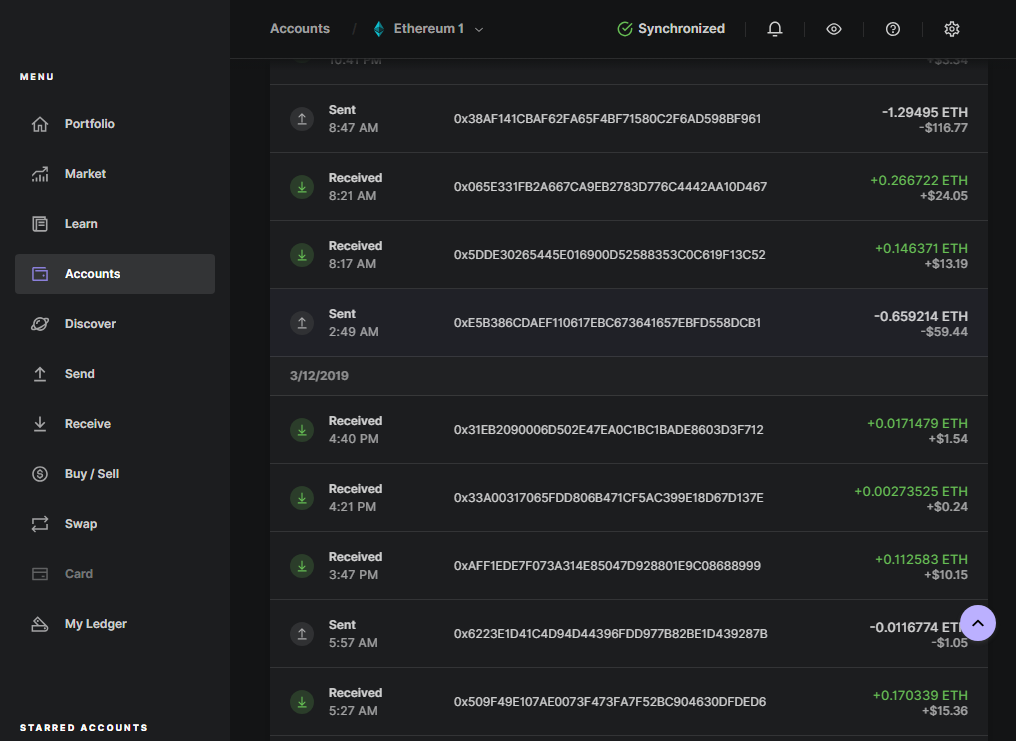 Accounts / Ethereum 1 Synchronized
MENU
Portfolio
Market
Learn
Accounts
Discover
Send
Receive
Buy / Sell
Swap
Card
My Ledger
STARRED ACCOUNTS
10:41 PM +$3.34
Sent
8:47 AM
0x38AF141CBAF62FA65F4BF71580C2F6AD598BF961
-1.29495 ETH
-$116.77
Received
8:21 AM
0x065E331FB2A667CA9EB2783D776C4442AA10D467
+0.266722 ETH
+$24.05
Received
8:17 AM
0x5DDE30265445E016900D52588353C0C619F13C52
+0.146371 ETH
+$13.19
Sent
2:49 AM
0xE5B386CDAEF110617EBC673641657EBFD558DCB1
-0.659214 ETH
-$59.44
3/12/2019
Received
4:40 PM
0x31EB2090006D502E47EA0C1BC1BADE8603D3F712
+0.0171479 ETH
+$1.54
Received
4:21 PM
0x33A00317065FDD806B471CF5AC399E18D67D137E
+0.00273525 ETH
+$0.24
Received
3:47 PM
0xAFF1EDE7F073A314E85047D928801E9C08688999
+0.112583 ETH
+$10.15
Sent
5:57 AM
0x6223E1D41C4D94D44396FDD977B82BE1D439287B
-0.0116774 ETH
-$1.05
Received
5:27 AM
0x509F49E107AE0073F473FA7F52BC904630DFDED6
+0.170339 ETH
+$15.36